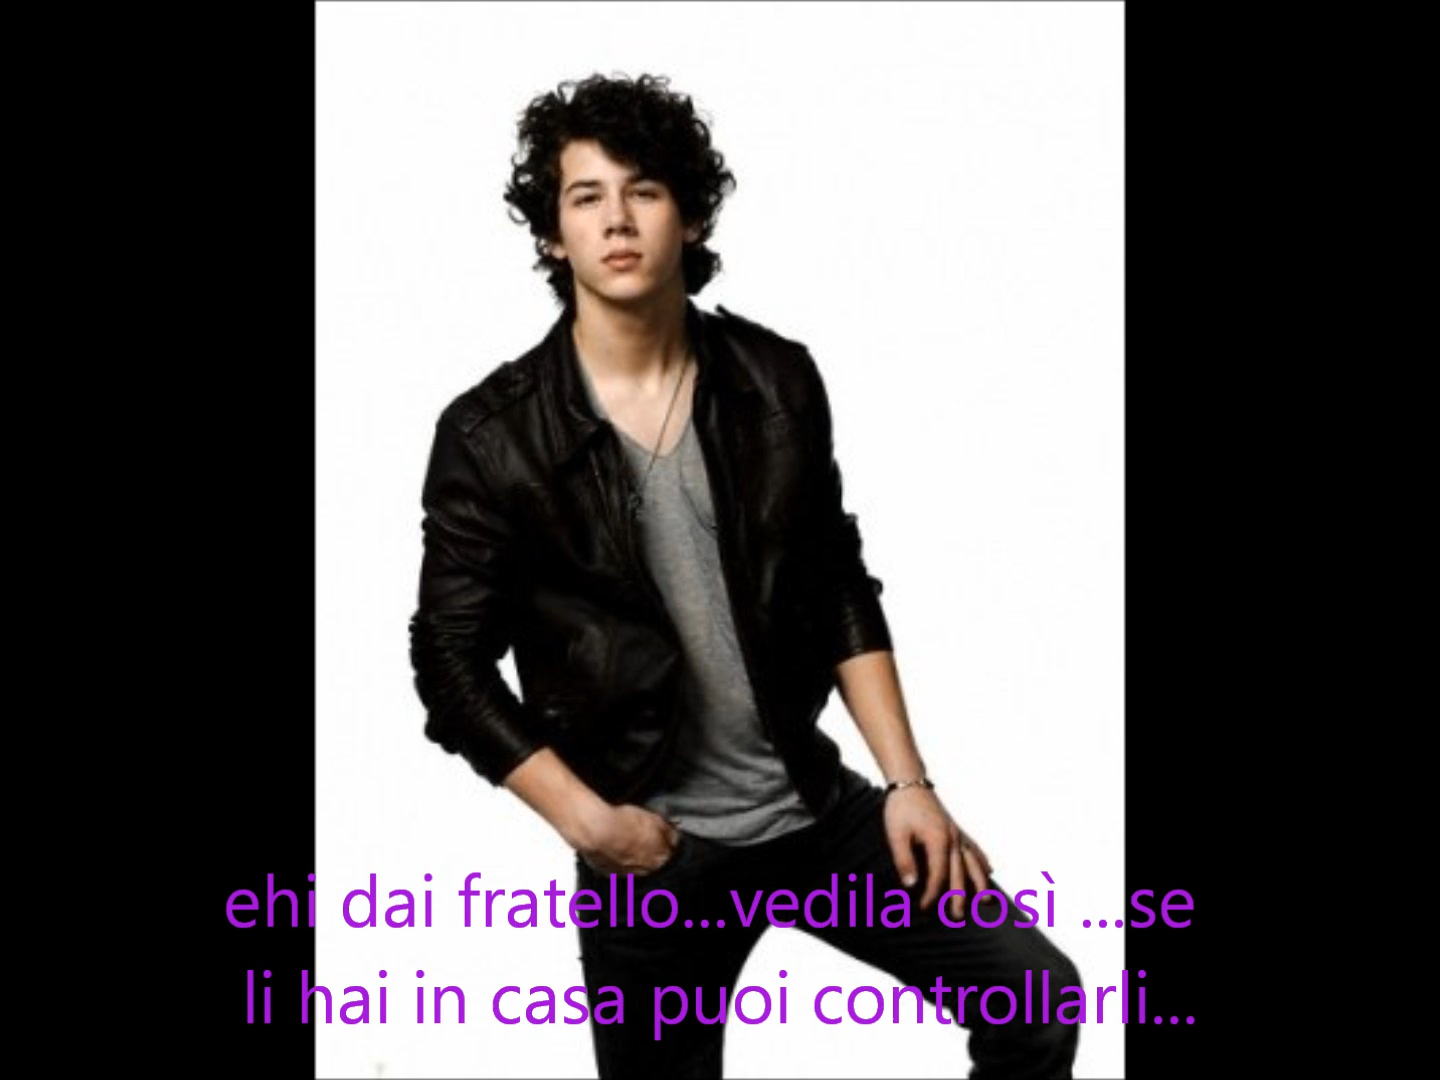 ehi dai fratello...vedila così ...se
li hai in casa puoi controllarli...